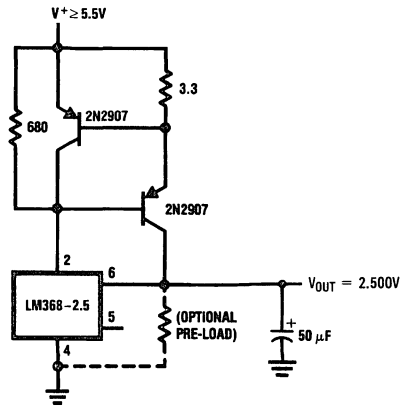 V+ ≥ 5.5V
3.3
2N2907
680
2N2907
2
6
VOUT = 2.500V
LM368-2.5
5
(OPTIONAL
PRE-LOAD)
+
50 μF
4